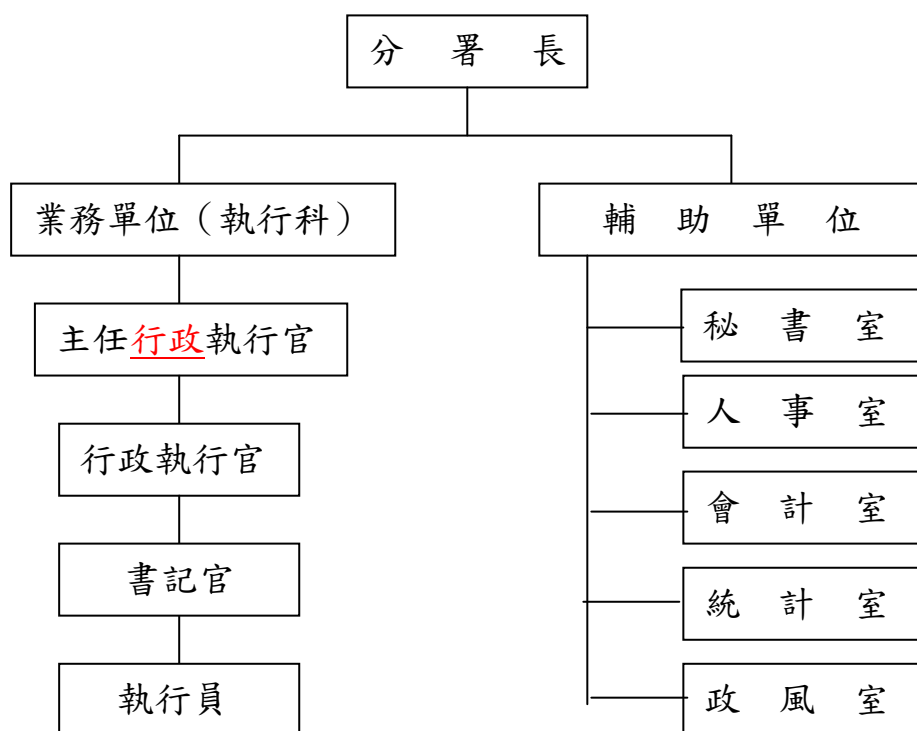 分署長
業務單位（執行科）
輔助單位
主任行政執行官
行政執行官
書記官
執行員
秘書室
人事室
會計室
統計室
政風室